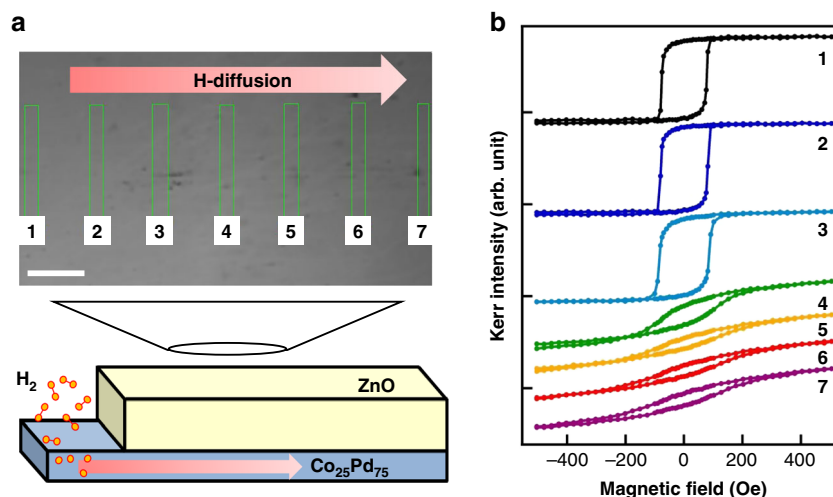 a
H-diffusion
1 2 3 4 5 6 7
H₂
ZnO
Co₂₅Pd₇₅
b
Kerr intensity (arb. unit)
1
2
3
4
5
6
7
–400 –200 0 200 400
Magnetic field (Oe)